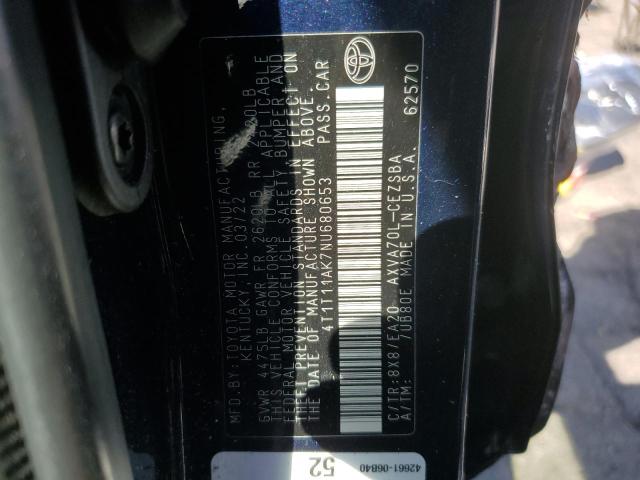 MFD. BY: TOYOTA MOTOR MANUFACTURING,
KENTUCKY, INC. 03/22
GVWR 4475LB GAWR FR 2620LB RR
THIS VEHICLE CONFORMS TO ALL APPLICABLE
FEDERAL MOTOR VEHICLE SAFETY BUMPER AND
THEFT PREVENTION STANDARDS IN EFFECT ON
THE DATE OF MANUFACTURE SHOWN ABOVE.
4T1T11AK7NU680653 PASS.CAR
C/TR:8X8/FA20 AXVA70L-CEZSBA
A/TM: 7UB80E MADE IN U.S.A. 62570
42661-06B40
52